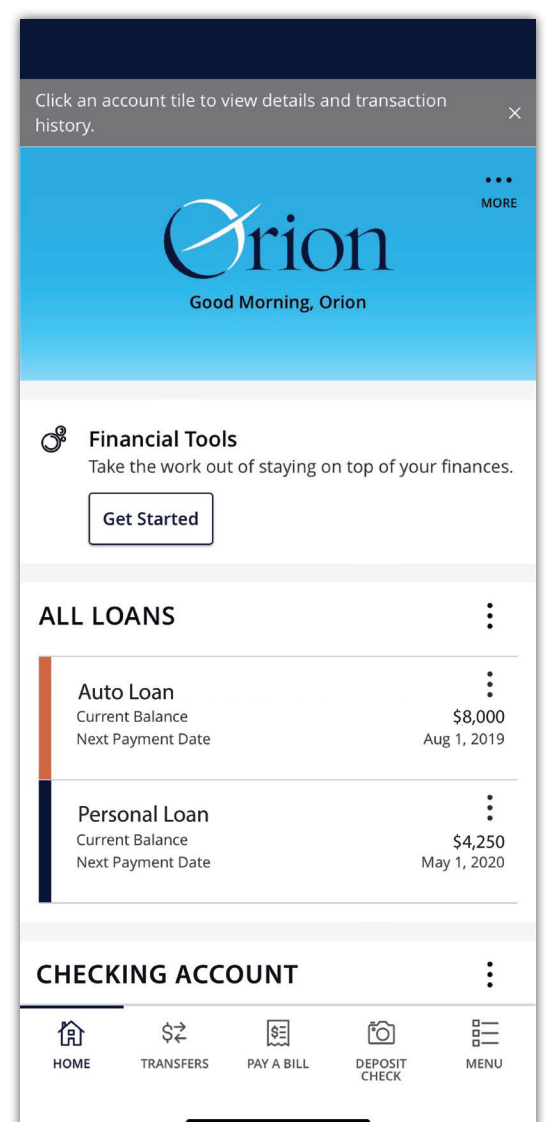 Click an account tile to view details and transaction
history.
×
MORE
Orion
Good Morning, Orion
Financial Tools
Take the work out of staying on top of your finances.
Get Started
ALL LOANS
Auto Loan
Current Balance $8,000
Next Payment Date Aug 1, 2019
Personal Loan
Current Balance $4,250
Next Payment Date May 1, 2020
CHECKING ACCOUNT
HOME TRANSFERS PAY A BILL DEPOSIT CHECK MENU